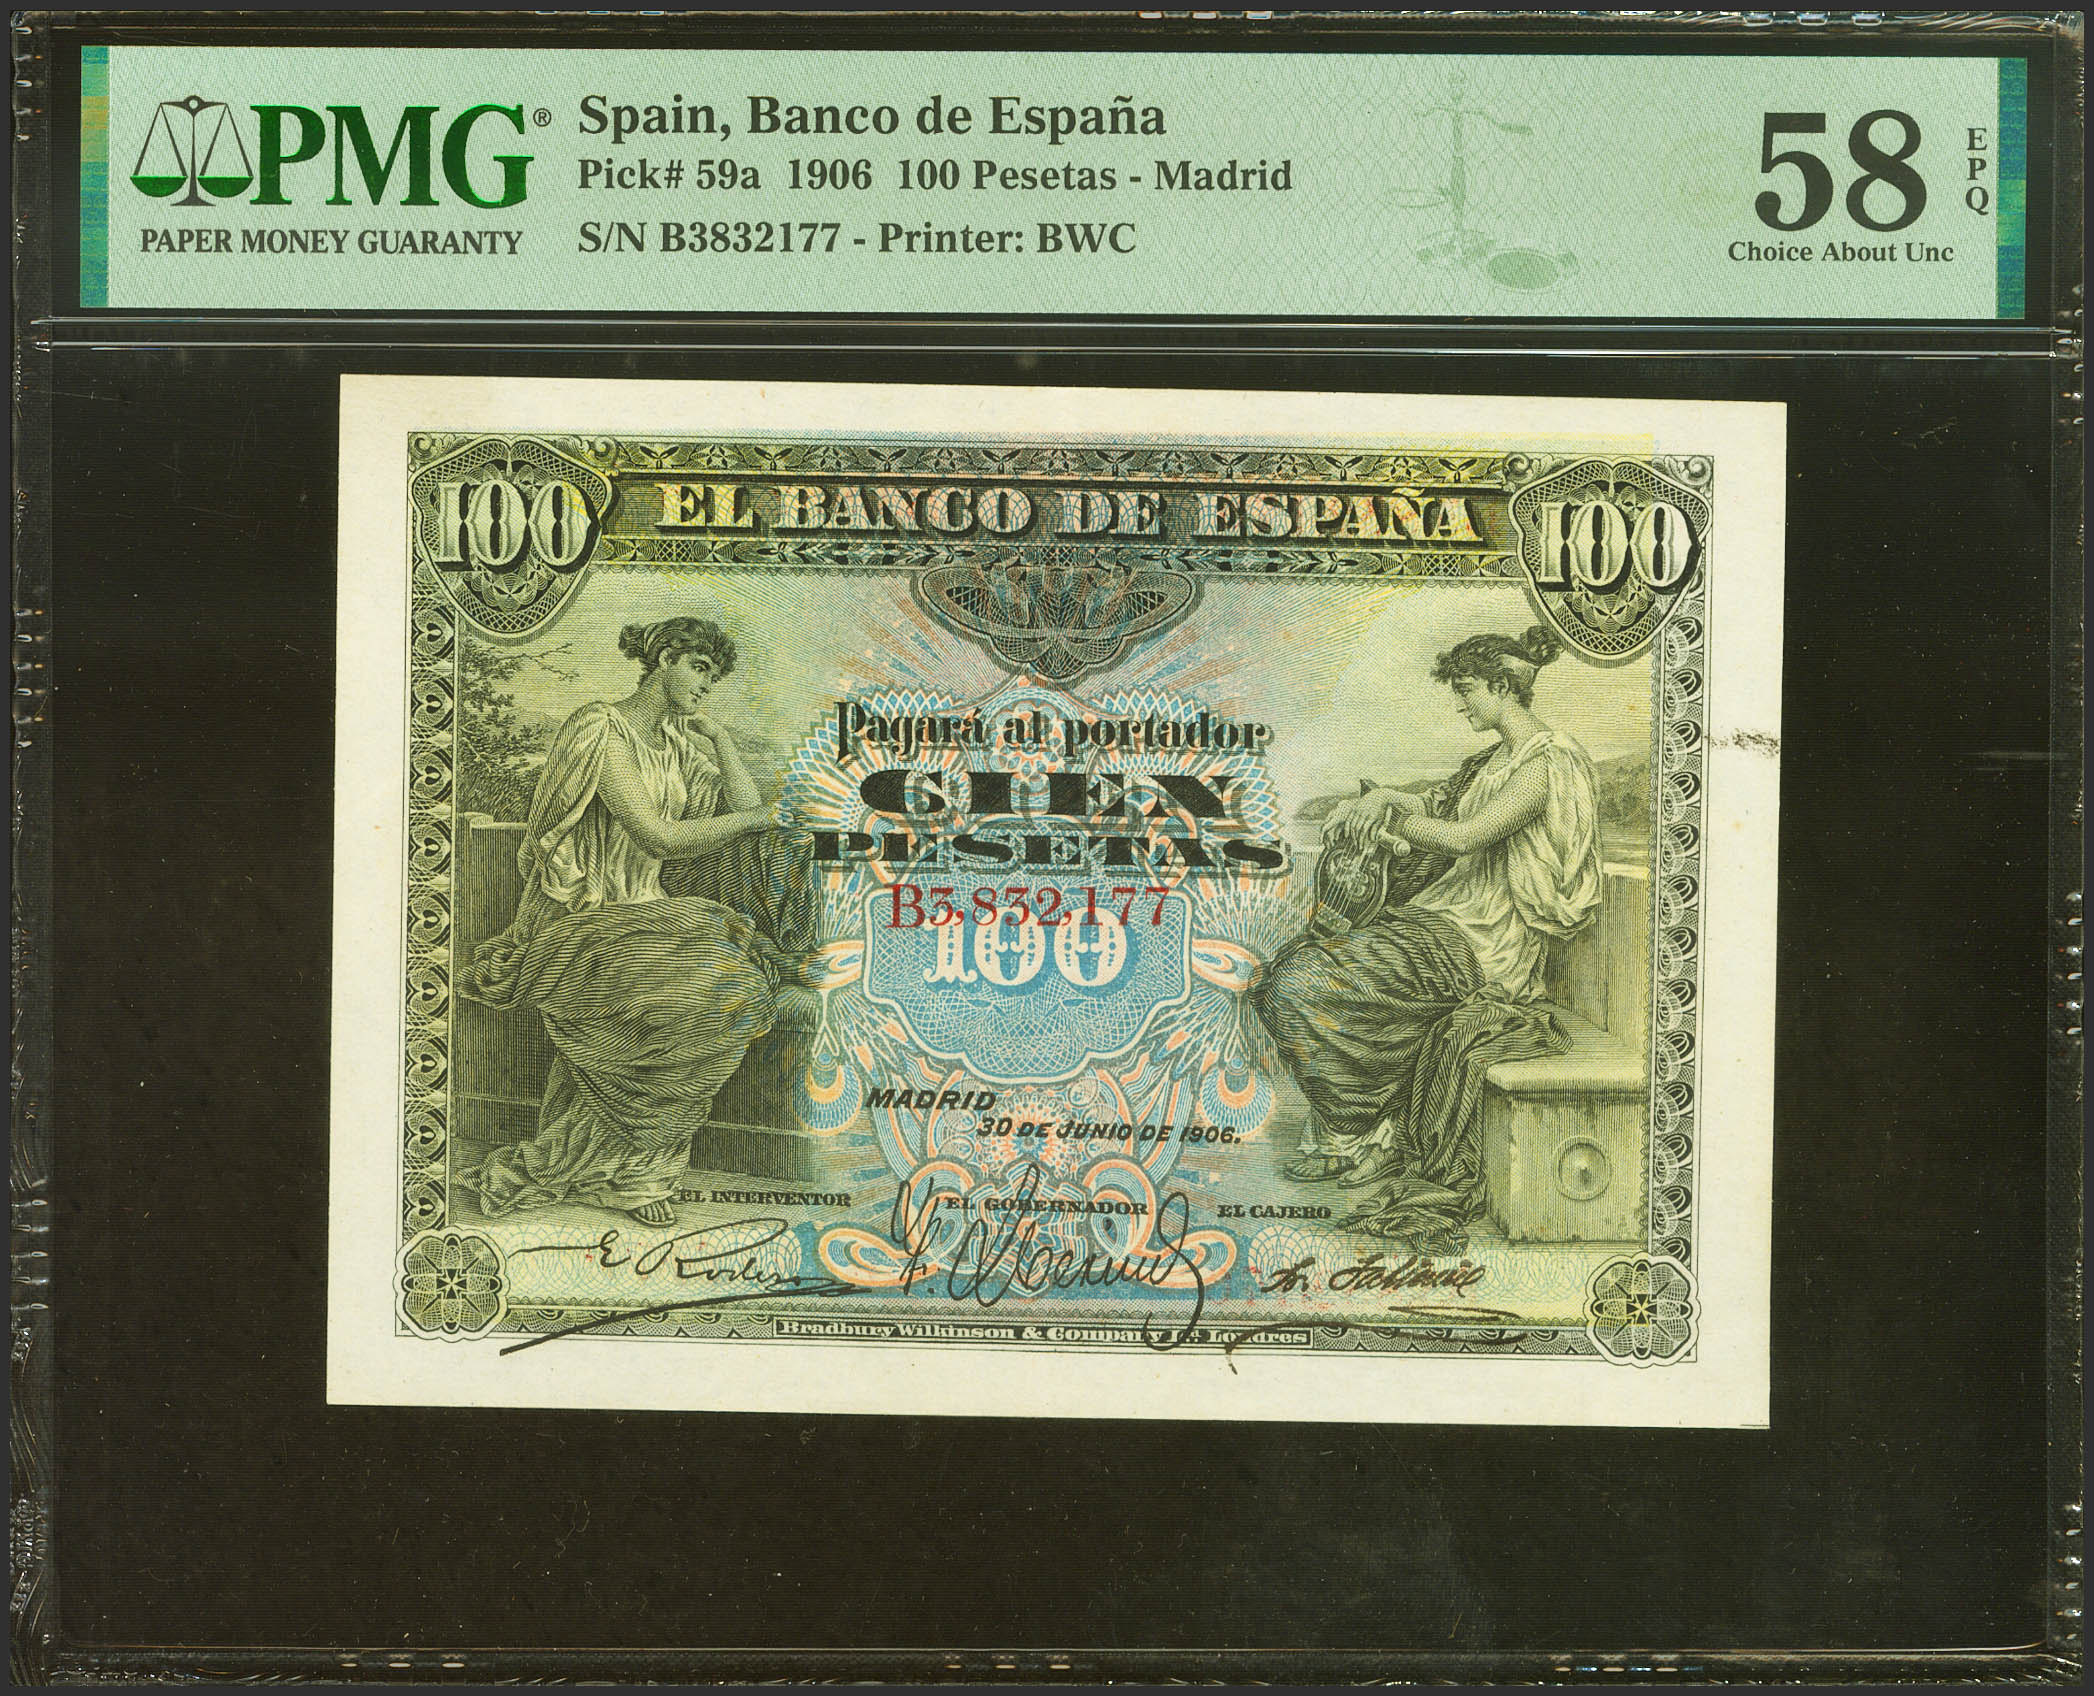 PMG®
PAPER MONEY GUARANTY
Spain, Banco de España
Pick# 59a 1906 100 Pesetas - Madrid
S/N B3832177 - Printer: BWC
58
EPQ
Choice About Unc
100
EL BANCO DE ESPAÑA
100
Pagará al portador
CIEN
PESETAS
B3,832,177
100
MADRID
30 DE JUNIO DE 1906.
EL INTERVENTOR
EL GOBERNADOR
EL CAJERO
Bradbury Wilkinson & Company Ld. Londres